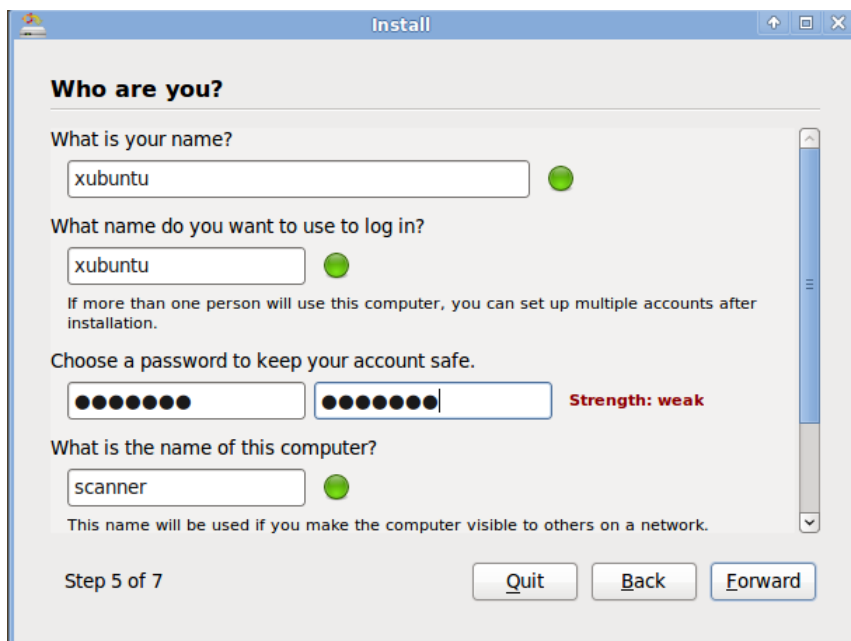 Install
Who are you?
What is your name?
xubuntu
What name do you want to use to log in?
xubuntu
If more than one person will use this computer, you can set up multiple accounts after
installation.
Choose a password to keep your account safe.
●●●●●●● ●●●●●●● Strength: weak
What is the name of this computer?
scanner
This name will be used if you make the computer visible to others on a network.
Step 5 of 7 Quit Back Forward